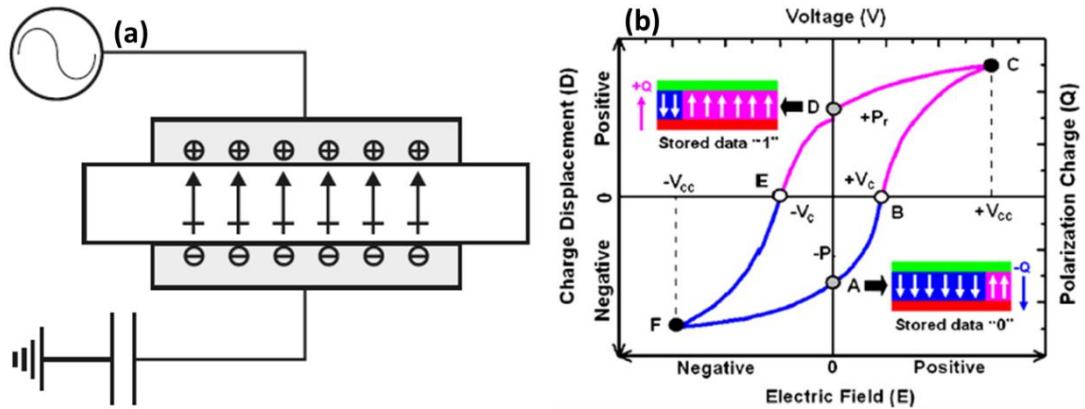 (a)
(b)
Voltage (V)
Charge Displacement (D)
Positive
0
Negative
Polarization Charge (Q)
C
+Q
D
+Pr
Stored data "1"
-Vcc
E
+Vc
-Vc
B
+Vcc
-P
A
-Q
Stored data "0"
F
Negative
0
Positive
Electric Field (E)